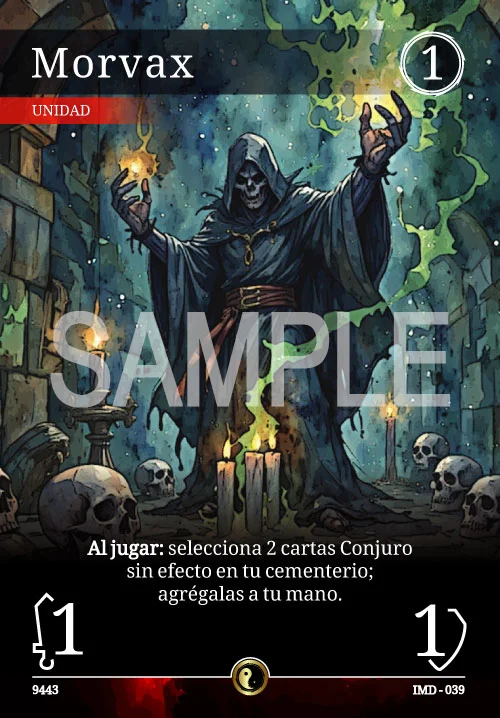 Morvax
1
UNIDAD
SAMPLE
Al jugar: selecciona 2 cartas Conjuro
sin efecto en tu cementerio;
agrégalas a tu mano.
1
1
9443
IMD - 039